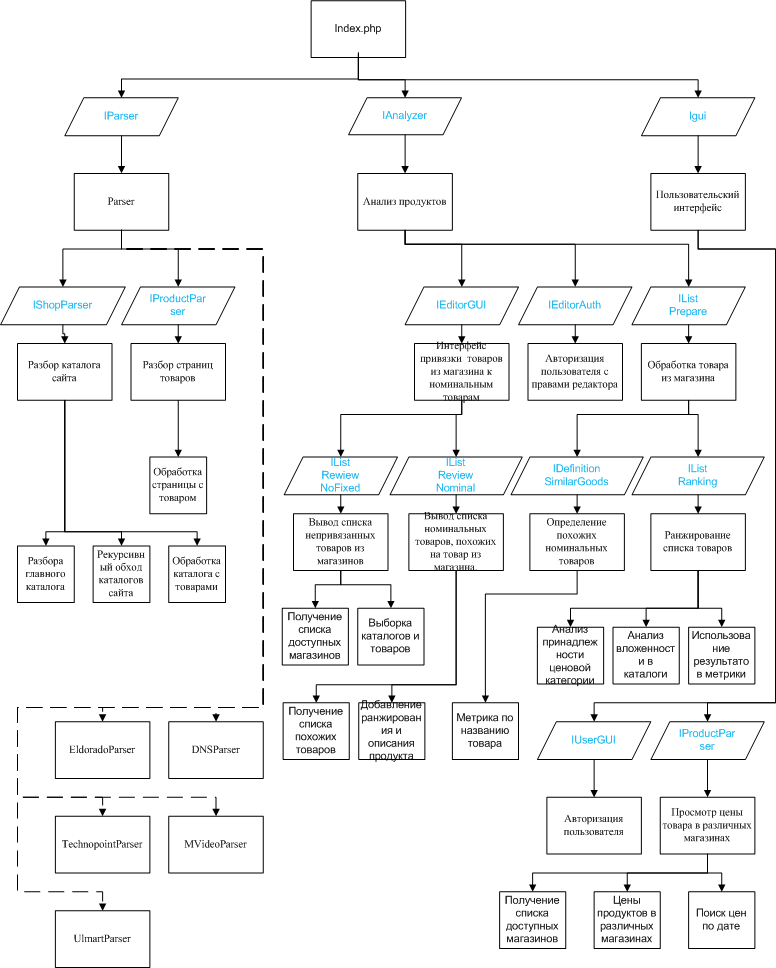 Index.php
IParser
IAnalyzer
Igui
Parser
Анализ продуктов
Пользовательский
интерфейс
IShopParser
IProductPar
ser
IEditorGUI
IEditorAuth
IList
Prepare
Разбор каталога
сайта
Разбор страниц
товаров
Интерфейс
привязки товаров
из магазина к
номинальным
товарам
Авторизация
пользователя с
правами редактора
Обработка товара
из магазина
Обработка
страницы с
товаром
IList
Rewiew
NoFixed
IList
Review
Nominal
IDefinition
SimilarGoods
IList
Ranking
Вывод списка
непривязанных
товаров из
магазинов
Вывод списка
номинальных
товаров, похожих
на товар из
магазина.
Определение
похожих
номинальных
товаров
Ранжирование
списка товаров
Разбора
главного
каталога
Рекурсивн
ый обход
каталогов
сайта
Обработка
каталога с
товарами
Получение
списка
доступных
магазинов
Выборка
каталогов и
товаров
Анализ
принадлеж
ности
ценовой
категории
Анализ
вложенност
и в
каталоги
Использова
ние
результато
в метрики
Получение
списка
похожих
товаров
Добавление
ранжирован
ия и
описания
продукта
Метрика по
названию
товара
IUserGUI
IProductPar
ser
EldoradoParser
DNSParser
Авторизация
пользователя
Просмотр цены
товара в различных
магазинах
TechnopointParser
MVideoParser
Получение
списка
доступных
магазинов
Цены
продуктов в
различных
магазинах
Поиск цен
по дате
UlmartParser